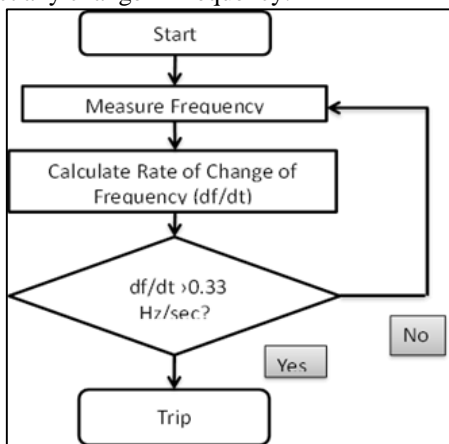 Start
Measure Frequency
Calculate Rate of Change of
Frequency (df/dt)
df/dt >0.33
Hz/sec?
No
Yes
Trip